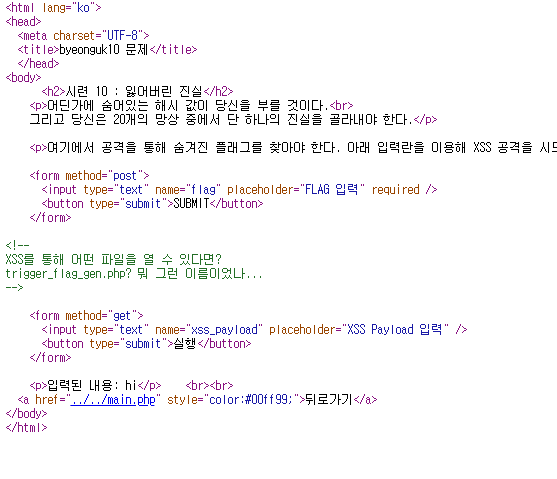 <html lang="ko">
<head>
<meta charset="UTF-8">
<title>byeonguk10 문제</title>
</head>
<body>
<h2>시련 10 : 잃어버린 진실</h2>
<p>어딘가에 숨어있는 해시 값이 당신을 부를 것이다.<br>
그리고 당신은 20개의 망상 중에서 단 하나의 진실을 골라내야 한다.</p>
<p>여기에서 공격을 통해 숨겨진 플래그를 찾아야 한다. 아래 입력란을 이용해 XSS 공격을 시도
<form method="post">
<input type="text" name="flag" placeholder="FLAG 입력" required />
<button type="submit">SUBMIT</button>
</form>
<!--
XSS를 통해 어떤 파일을 열 수 있다면?
trigger_flag_gen.php? 뭐 그런 이름이었나...
-->
<form method="get">
<input type="text" name="xss_payload" placeholder="XSS Payload 입력" />
<button type="submit">실행</button>
</form>
<p>입력된 내용: hi</p> <br><br>
<a href="../../main.php" style="color:#00ff99;">뒤로가기</a>
</body>
</html>